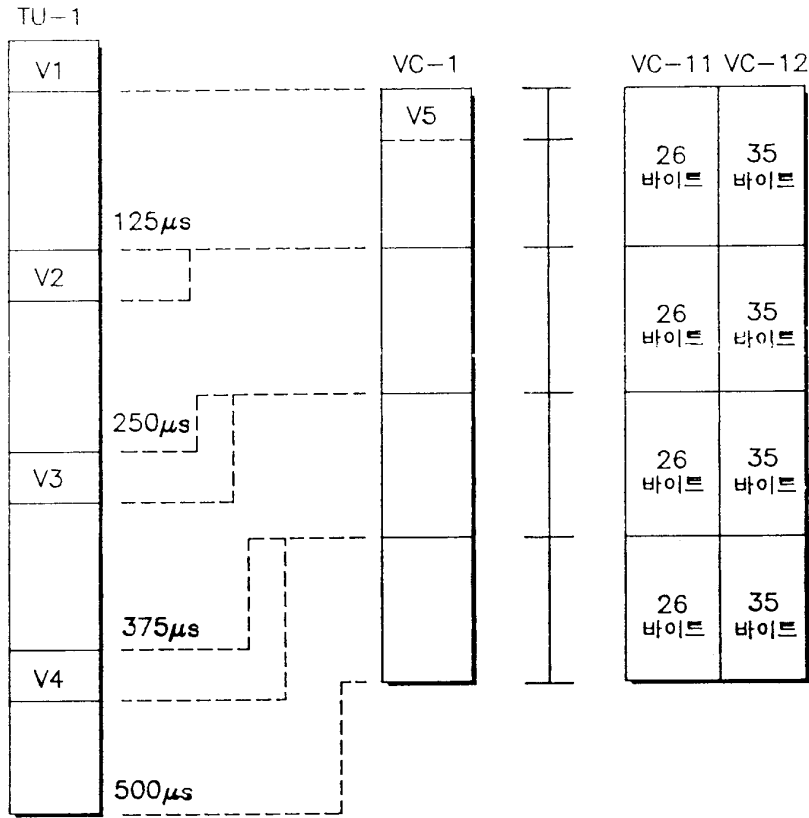 TU-1
V1
125μs
V2
250μs
V3
375μs
V4
500μs
VC-1
V5
VC-11 VC-12
26 35
바이트 바이트
26 35
바이트 바이트
26 35
바이트 바이트
26 35
바이트 바이트